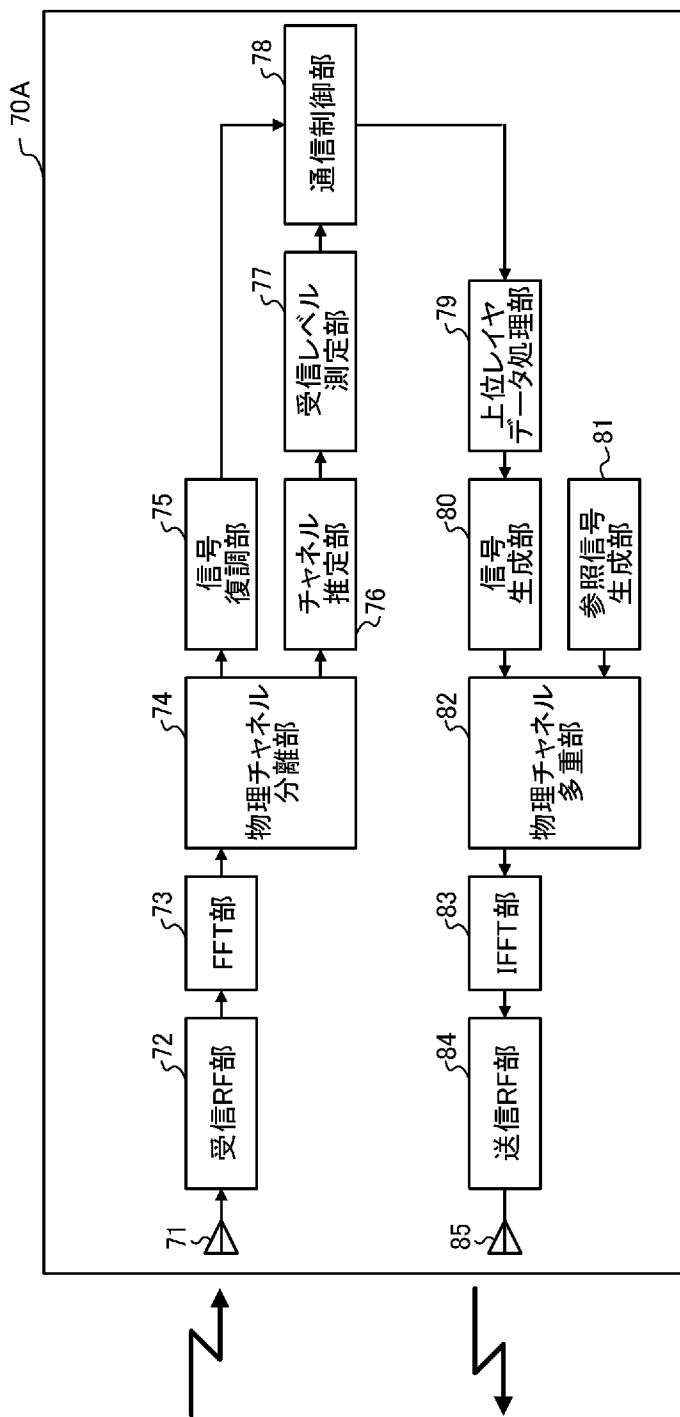 70A
71
72
受信RF部
73
FFT部
74
物理チャネル
分離部
75
信号
復調部
76
チャネル
推定部
77
受信レベル
測定部
78
通信制御部
79
上位レイヤ
データ処理部
80
信号
生成部
81
参照信号
生成部
82
物理チャネル
多重部
83
IFFT部
84
送信RF部
85